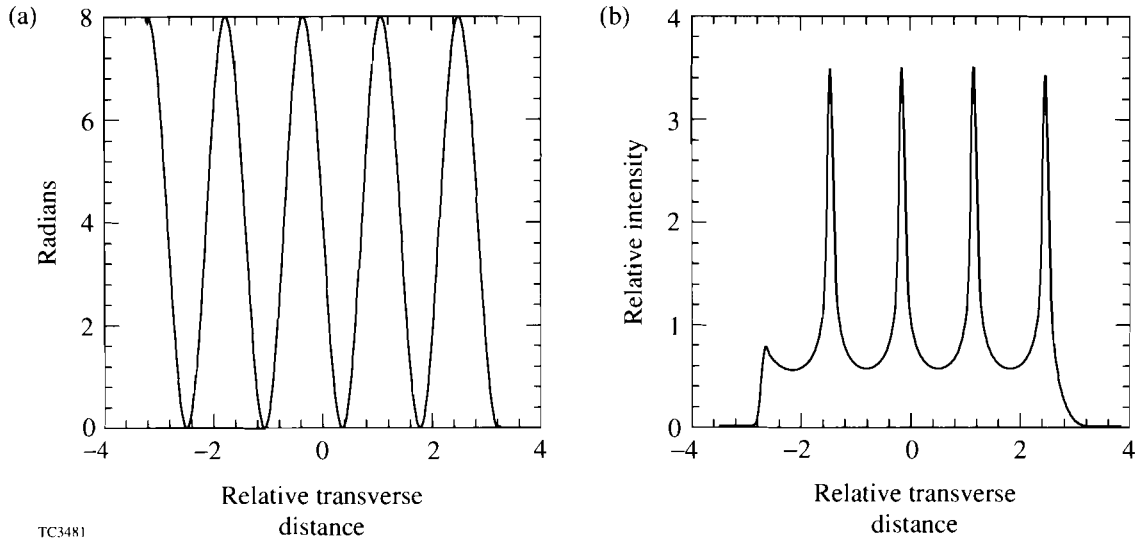 (a)
8
6
4
2
0
Radians
−4
−2
0
2
4
Relative transverse
distance
(b)
4
3
2
1
0
Relative intensity
−4
−2
0
2
4
Relative transverse
distance
TC3481